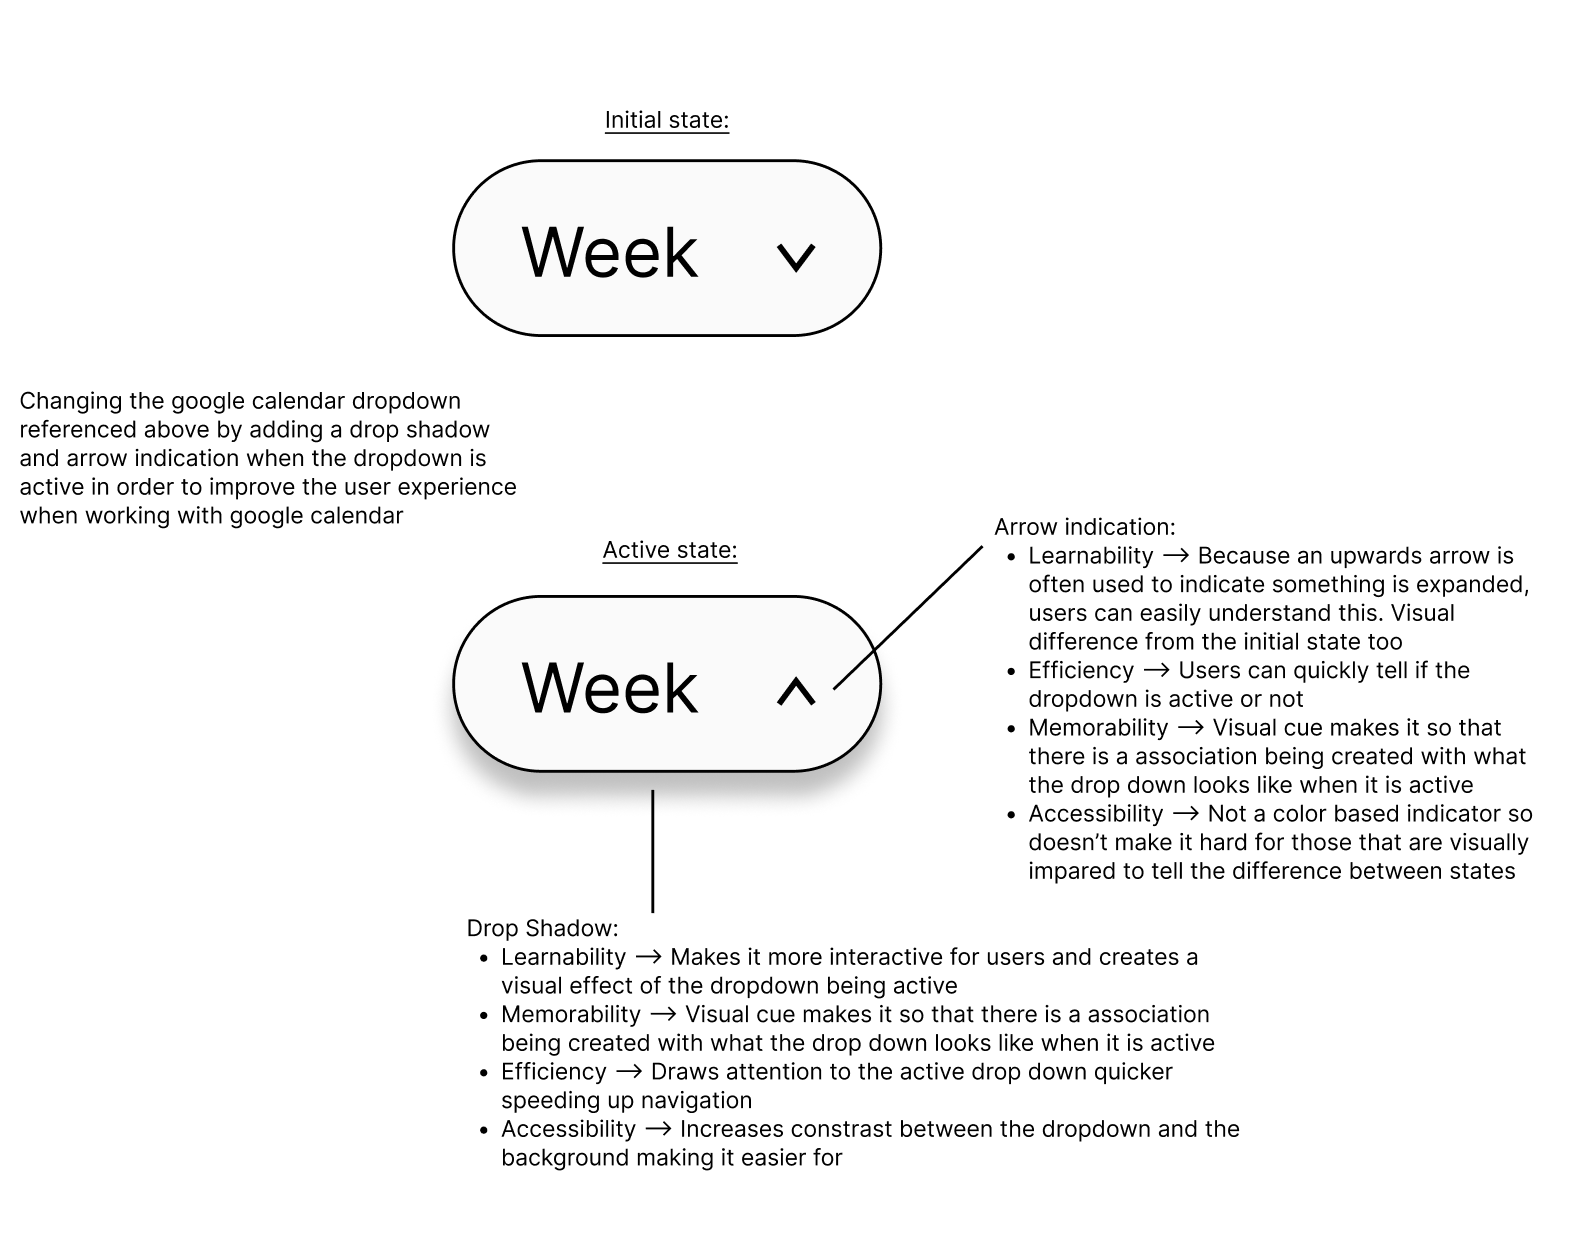 Initial state:
Week
Changing the google calendar dropdown
referenced above by adding a drop shadow
and arrow indication when the dropdown is
active in order to improve the user experience
when working with google calendar
Active state:
Week
Arrow indication:
• Learnability → Because an upwards arrow is
often used to indicate something is expanded,
users can easily understand this. Visual
difference from the initial state too
• Efficiency → Users can quickly tell if the
dropdown is active or not
• Memorability → Visual cue makes it so that
there is a association being created with what
the drop down looks like when it is active
• Accessibility → Not a color based indicator so
doesn’t make it hard for those that are visually
impared to tell the difference between states
Drop Shadow:
• Learnability → Makes it more interactive for users and creates a
visual effect of the dropdown being active
• Memorability → Visual cue makes it so that there is a association
being created with what the drop down looks like when it is active
• Efficiency → Draws attention to the active drop down quicker
speeding up navigation
• Accessibility → Increases constrast between the dropdown and the
background making it easier for